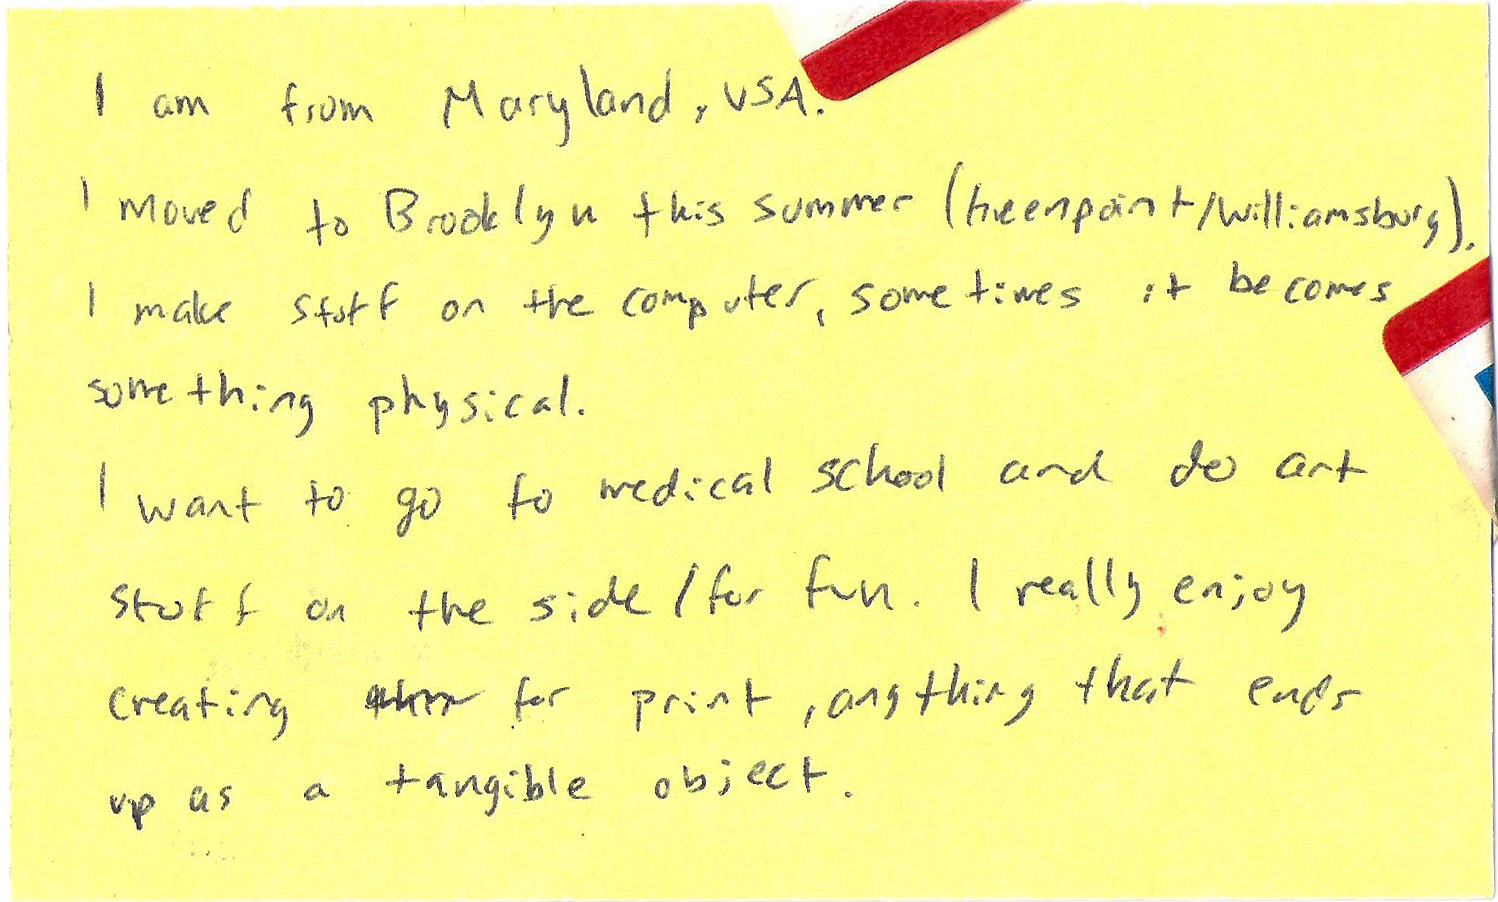 I am from Maryland, USA.
I moved to Brooklyn this summer (Greenpoint/Williamsburg).
I make stuff on the computer, sometimes it becomes
something physical.
I want to go to medical school and do art
stuff on the side/for fun. I really enjoy
creating for print, anything that ends
up as a tangible object.